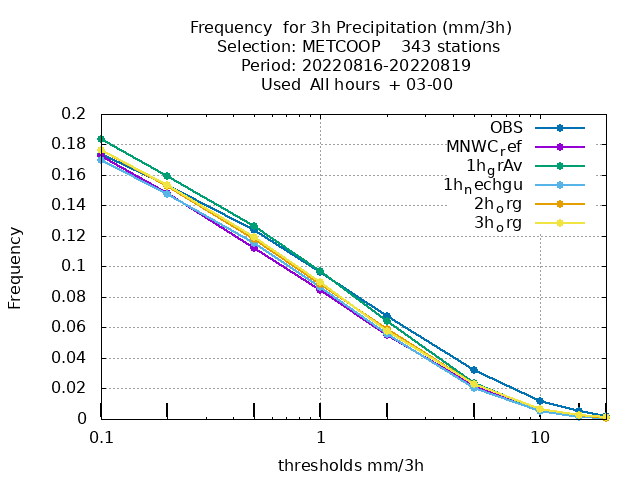 Frequency  for 3h Precipitation (mm/3h)
Selection: METCOOP    343 stations
Period: 20220816-20220819
Used  All hours  + 03-00
0.2
0.18
0.16
0.14
0.12
0.1
0.08
0.06
0.04
0.02
0
Frequency
OBS
MNWC_ref
1h_grAv
1h_nechgu
2h_org
3h_org
0.1
1
10
thresholds mm/3h